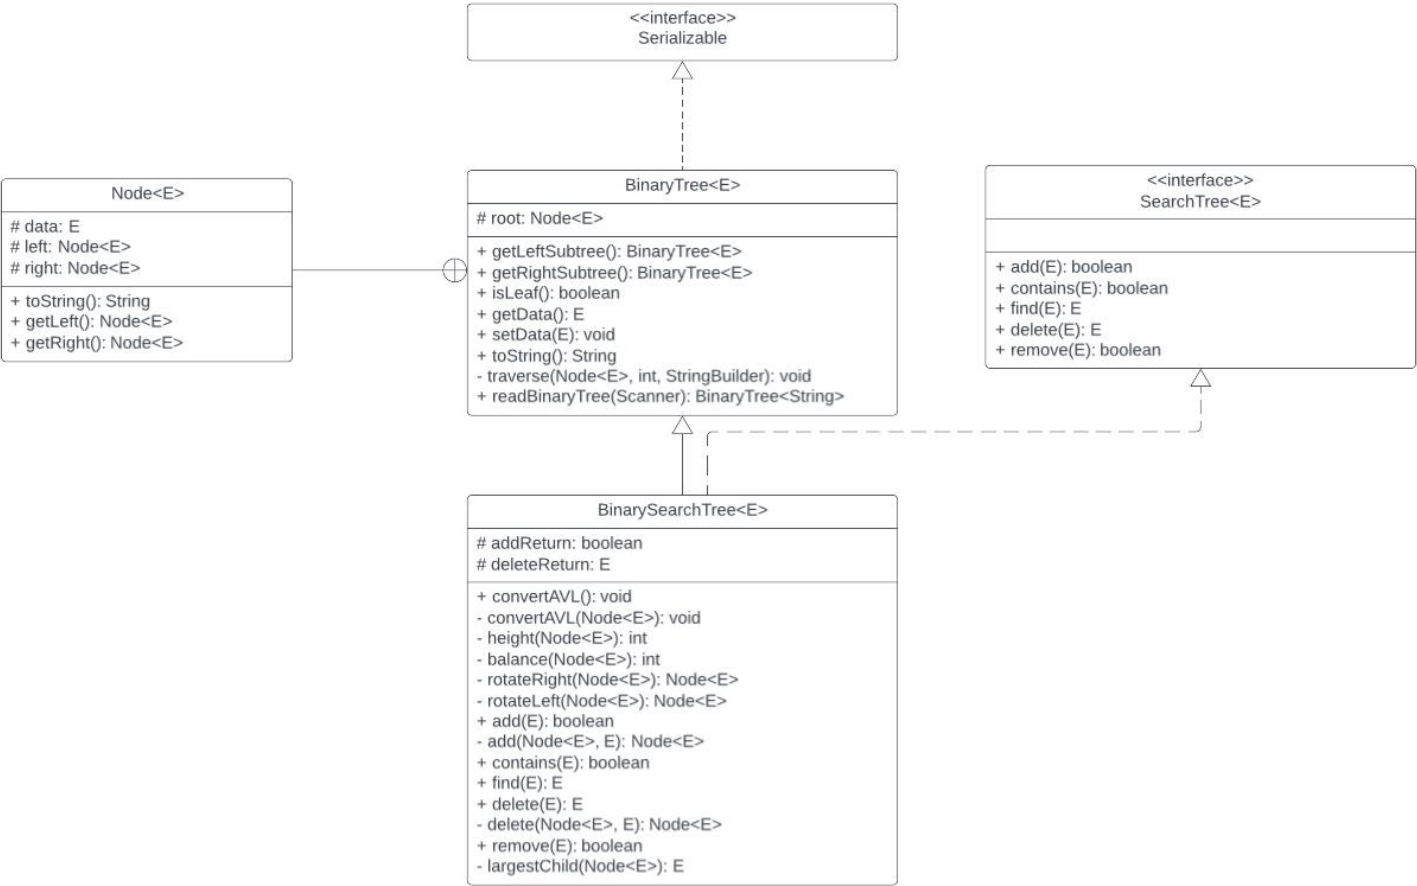 <<interface>>
Serializable
Node<E>
# data: E
# left: Node<E>
# right: Node<E>
+ toString(): String
+ getLeft(): Node<E>
+ getRight(): Node<E>
BinaryTree<E>
# root: Node<E>
+ getLeftSubtree(): BinaryTree<E>
+ getRightSubtree(): BinaryTree<E>
+ isLeaf(): boolean
+ getData(): E
+ setData(E): void
+ toString(): String
- traverse(Node<E>, int, StringBuilder): void
+ readBinaryTree(Scanner): BinaryTree<String>
<<interface>>
SearchTree<E>
+ add(E): boolean
+ contains(E): boolean
+ find(E): E
+ delete(E): E
+ remove(E): boolean
BinarySearchTree<E>
# addReturn: boolean
# deleteReturn: E
+ convertAVL(): void
- convertAVL(Node<E>): void
- height(Node<E>): int
- balance(Node<E>): int
- rotateRight(Node<E>): Node<E>
- rotateLeft(Node<E>): Node<E>
+ add(E): boolean
- add(Node<E>, E): Node<E>
+ contains(E): boolean
+ find(E): E
+ delete(E): E
- delete(Node<E>, E): Node<E>
+ remove(E): boolean
- largestChild(Node<E>): E